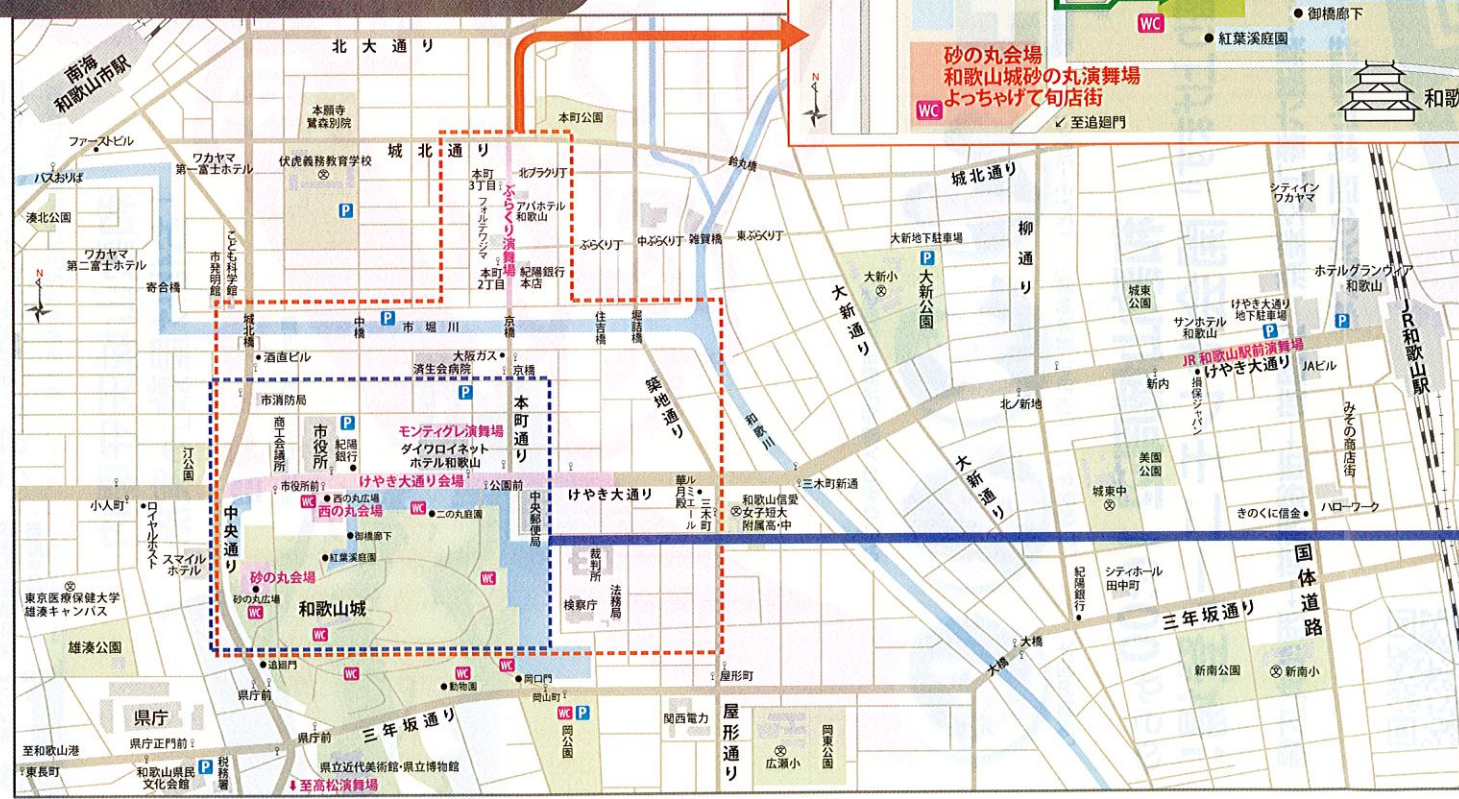 御橋廊下
WC
紅葉溪庭園
砂の丸会場
和歌山城砂の丸演舞場
よっちゃげて旬店街
WC
↙至追廻門
和歌
N
北大通り
南海
和歌山市駅
本願寺
鷺森別院
本町公園
ファーストビル
ワカヤマ
第一富士ホテル
伏虎義務教育学校
城北通り
鈴丸橋
城北通り
バスおりば
本町
3丁目
北ブラクリ丁
シティイン
ワカヤマ
P
湊北公園
フォルテワジマ
ぶらくり演舞場
アパホテル
和歌山
柳通り
ワカヤマ
第二富士ホテル
こども科学館
市発明館
ぶらくり丁
中ぶらくり丁
雑賀橋
東ぶらくり丁
大新地下駐車場
P
大新小
大新公園
N
寄合橋
本町
2丁目
紀陽銀行
本店
大新通り
城東
公園
ホテルグランヴィア
和歌山
けやき大通り
地下駐車場
P
P
サンホテル
和歌山
JR和歌山駅
城北橋
中橋
P
市堀川
京橋
住吉橋
堀詰橋
酒直ビル
大阪ガス
済生会病院
京橋
JR和歌山駅前演舞場
けやき大通り
JAビル
新内
損保ジャパン
北ノ新地
市消防局
P
本町通り
築地通り
和歌川
みその商店街
商工会議所
市役所
P
紀陽
銀行
モンティグレ演舞場
ダイワロイネット
ホテル和歌山
汀公園
美園
公園
大新通り
けやき大通り会場
市役所前
公園前
けやき大通り
三木町新通
小人町
ロイヤルホスト
中央通り
WC
西の丸広場
西の丸会場
WC
二の丸庭園
中央郵便局
華月殿
ルミエール
三木町
和歌山信愛
女子短大
附属高・中
城東中
きのくに信金
ハローワーク
御橋廊下
紅葉溪庭園
スマイル
ホテル
砂の丸会場
砂の丸広場
WC
和歌山城
WC
WC
裁判所
検察庁
法務局
国体道路
東京医療保健大学
雄湊キャンパス
紀陽銀行
シティホール
田中町
三年坂通り
雄湊公園
追廻門
WC
WC
WC
動物園
岡口門
岡山町
屋形町
大橋
大橋
新南公園
新南小
県庁
県庁前
県庁正門前
県庁前
三年坂通り
WC
P
岡公園
関西電力
屋形通り
広瀬小
岡東公園
至和歌山港
東長町
和歌山県民
文化会館
P
税務署
県立近代美術館・県立博物館
⬇至高松演舞場